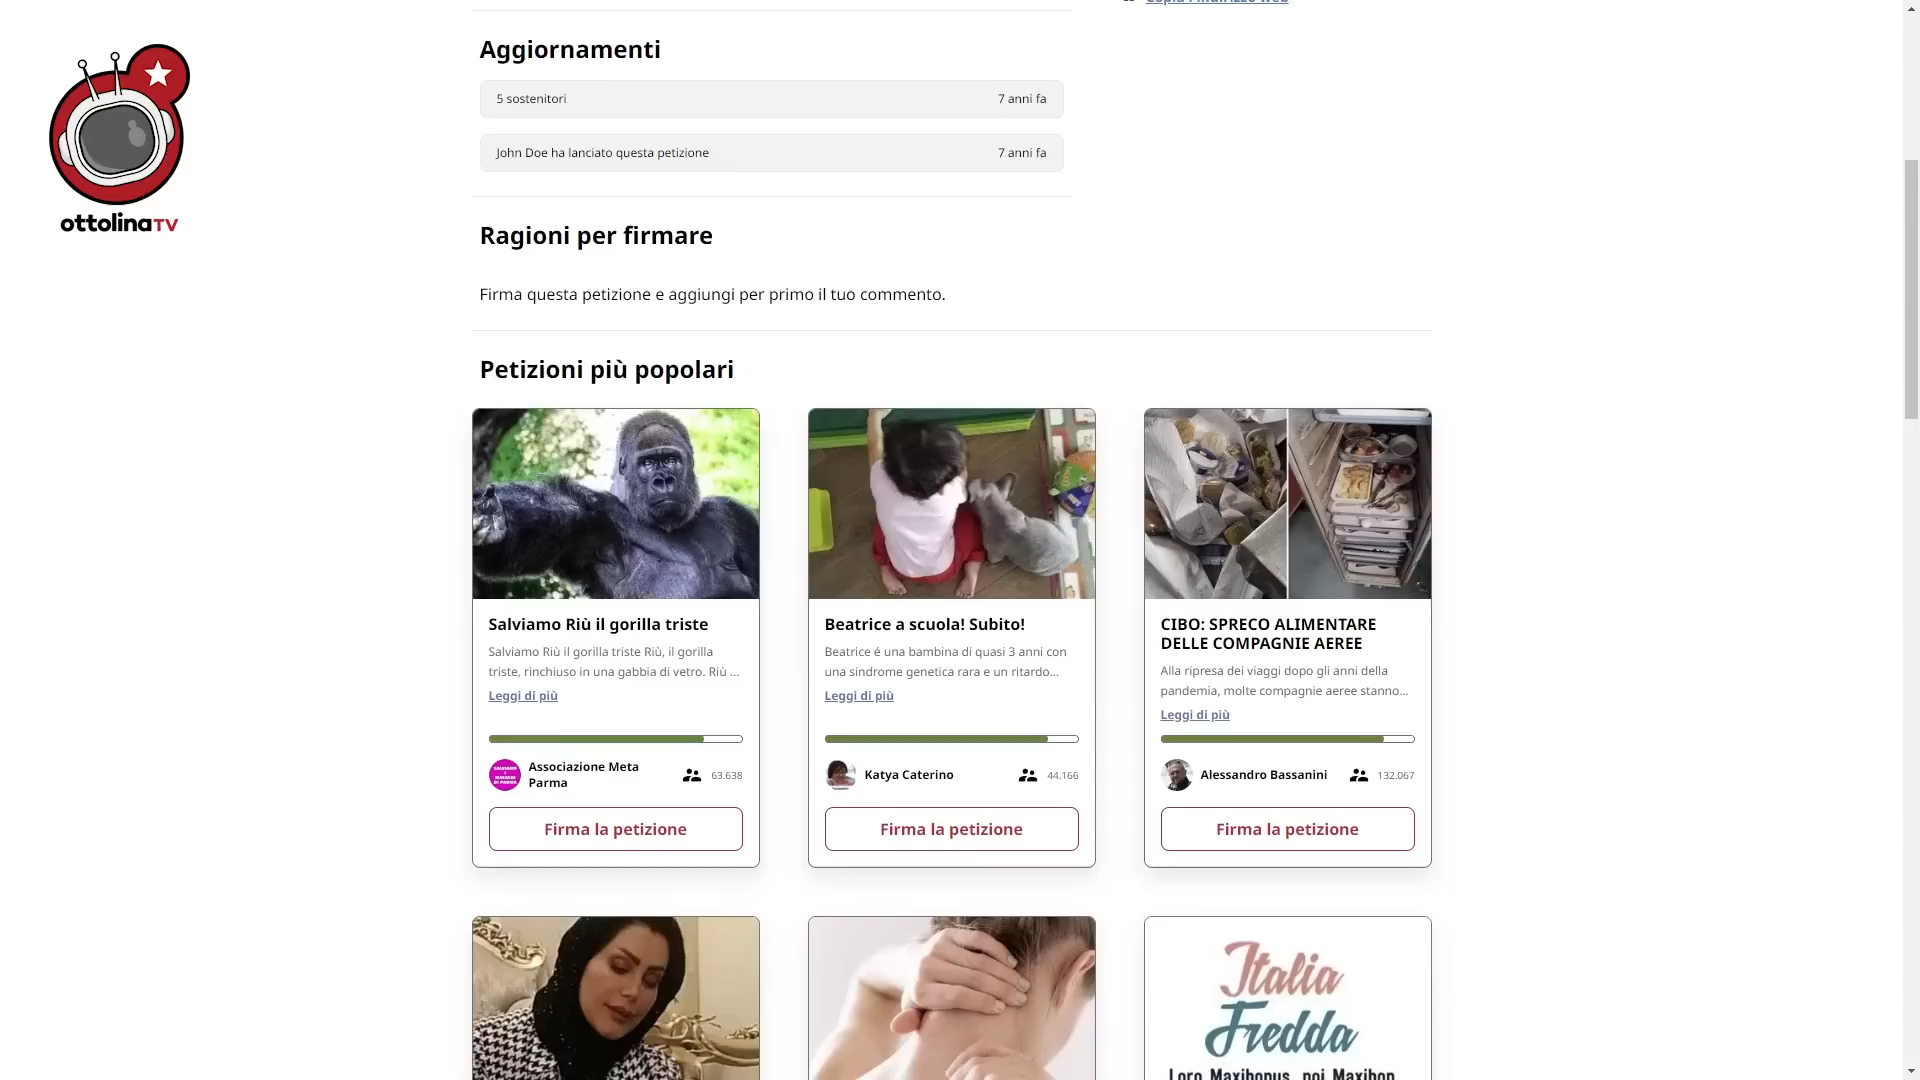 Copia l'indirizzo web
Aggiornamenti
5 sostenitori 7 anni fa
John Doe ha lanciato questa petizione 7 anni fa
ottolinaTV
Ragioni per firmare
Firma questa petizione e aggiungi per primo il tuo commento.
Petizioni più popolari
Salviamo Riù il gorilla triste
Salviamo Riù il gorilla triste Riù, il gorilla
triste, rinchiuso in una gabbia di vetro. Riù ...
Leggi di più
Associazione Meta
Parma
63.638
Firma la petizione
Beatrice a scuola! Subito!
Beatrice é una bambina di quasi 3 anni con
una sindrome genetica rara e un ritardo...
Leggi di più
Katya Caterino
44.166
Firma la petizione
CIBO: SPRECO ALIMENTARE
DELLE COMPAGNIE AEREE
Alla ripresa dei viaggi dopo gli anni della
pandemia, molte compagnie aeree stanno...
Leggi di più
Alessandro Bassanini
132.067
Firma la petizione
Italia
Fredda
Loro Maxibonus, poi Maxibon